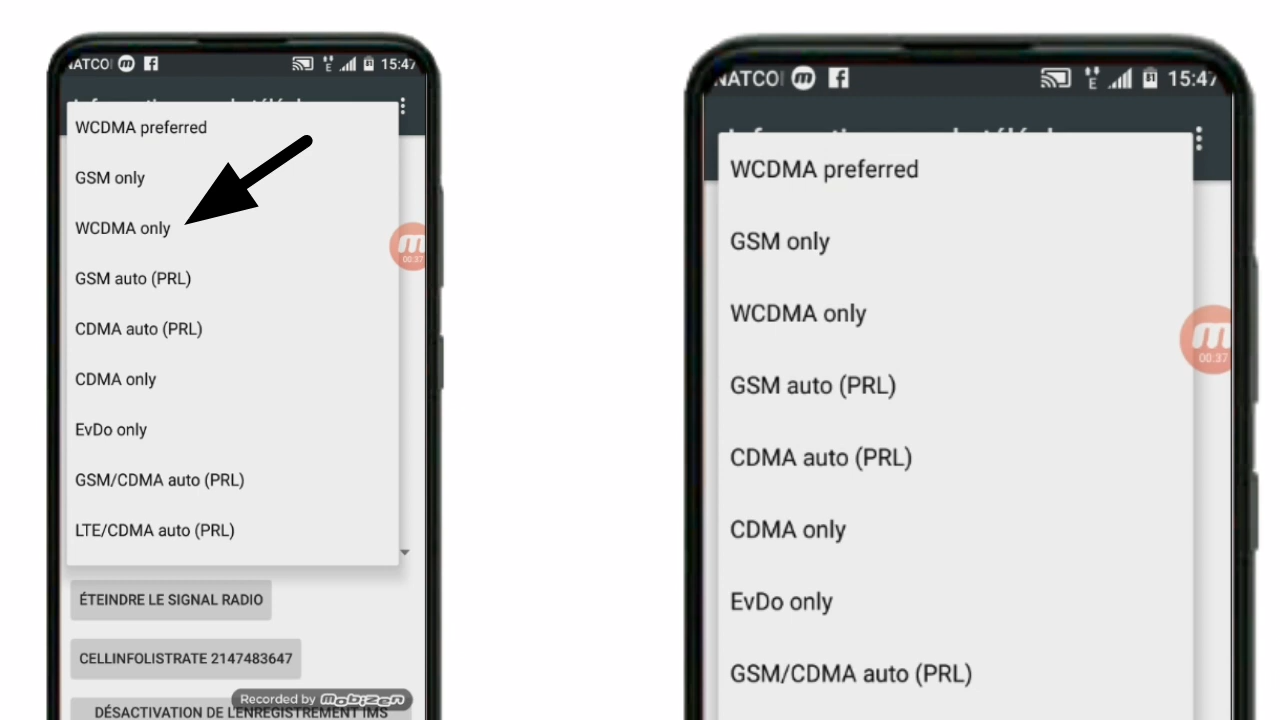 NATCO
E
15:47
WCDMA preferred
GSM only
WCDMA only
GSM auto (PRL)
CDMA auto (PRL)
CDMA only
EvDo only
GSM/CDMA auto (PRL)
LTE/CDMA auto (PRL)
00:37
ÉTEINDRE LE SIGNAL RADIO
CELLINFOLISTRATE 2147483647
Recorded by mobizen
DÉSACTIVATION DE L'ENREGISTREMENT IMS
NATCO
E
15:47
WCDMA preferred
GSM only
WCDMA only
GSM auto (PRL)
CDMA auto (PRL)
CDMA only
EvDo only
GSM/CDMA auto (PRL)
00:37